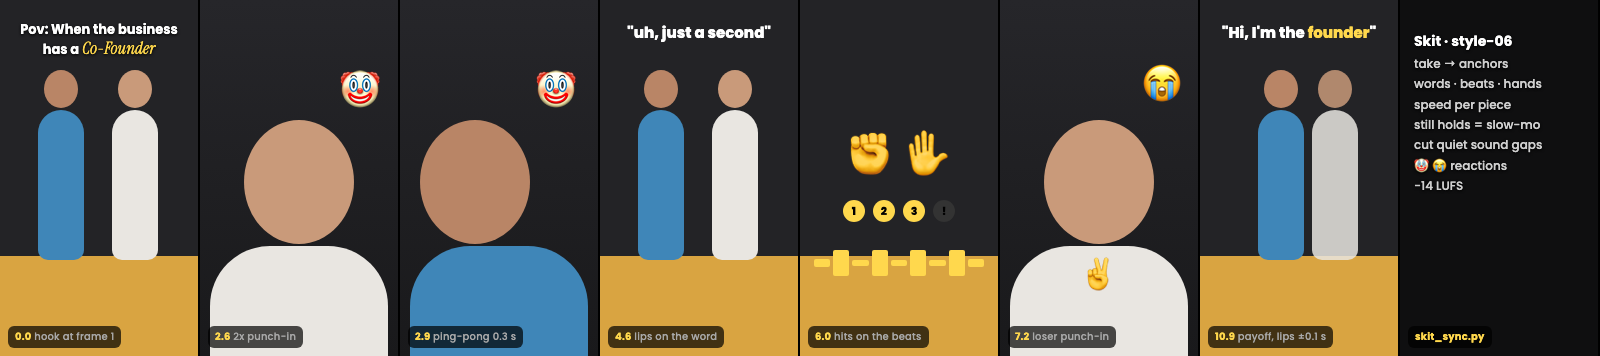 Pov: When the business
has a Co-Founder
0.0 hook at frame 1
2.6 2x punch-in
2.9 ping-pong 0.3 s
"uh, just a second"
4.6 lips on the word
1 2 3 !
6.0 hits on the beats
7.2 loser punch-in
"Hi, I'm the founder"
10.9 payoff, lips ±0.1 s
Skit · style-06
take → anchors
words · beats · hands
speed per piece
still holds = slow-mo
cut quiet sound gaps
🤡 😭 reactions
-14 LUFS
skit_sync.py